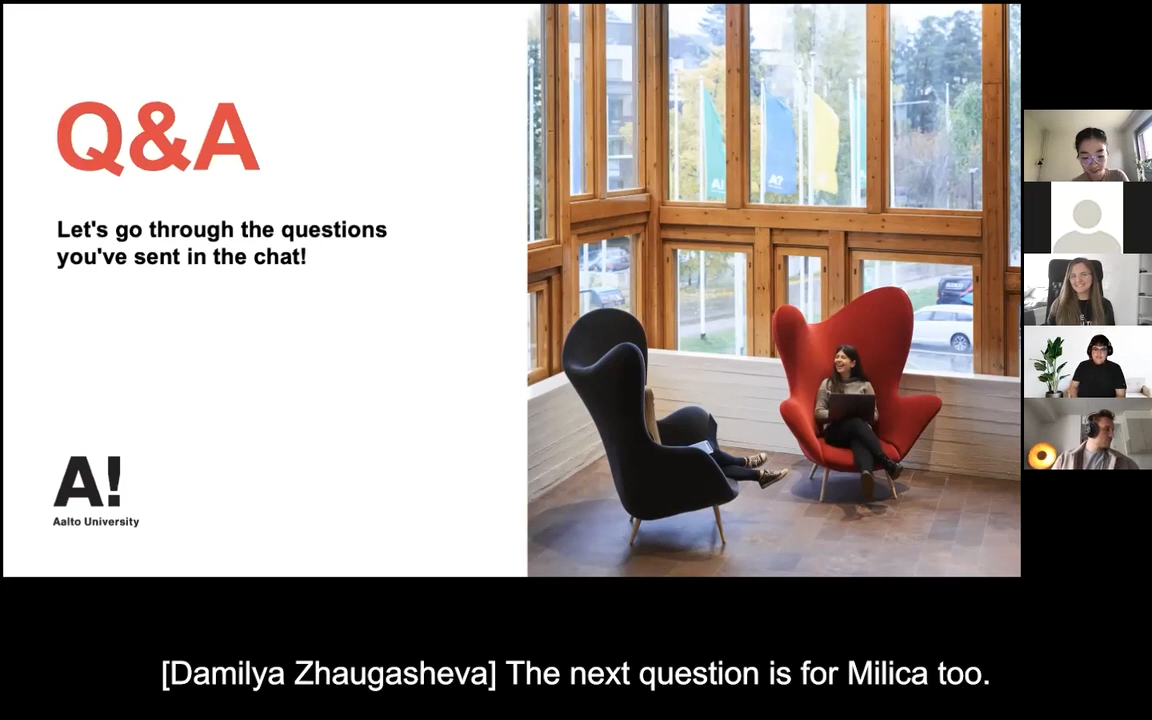 Q&A
Let's go through the questions
you've sent in the chat!
A!
Aalto University
A!
A?
[Damilya Zhaugasheva] The next question is for Milica too.